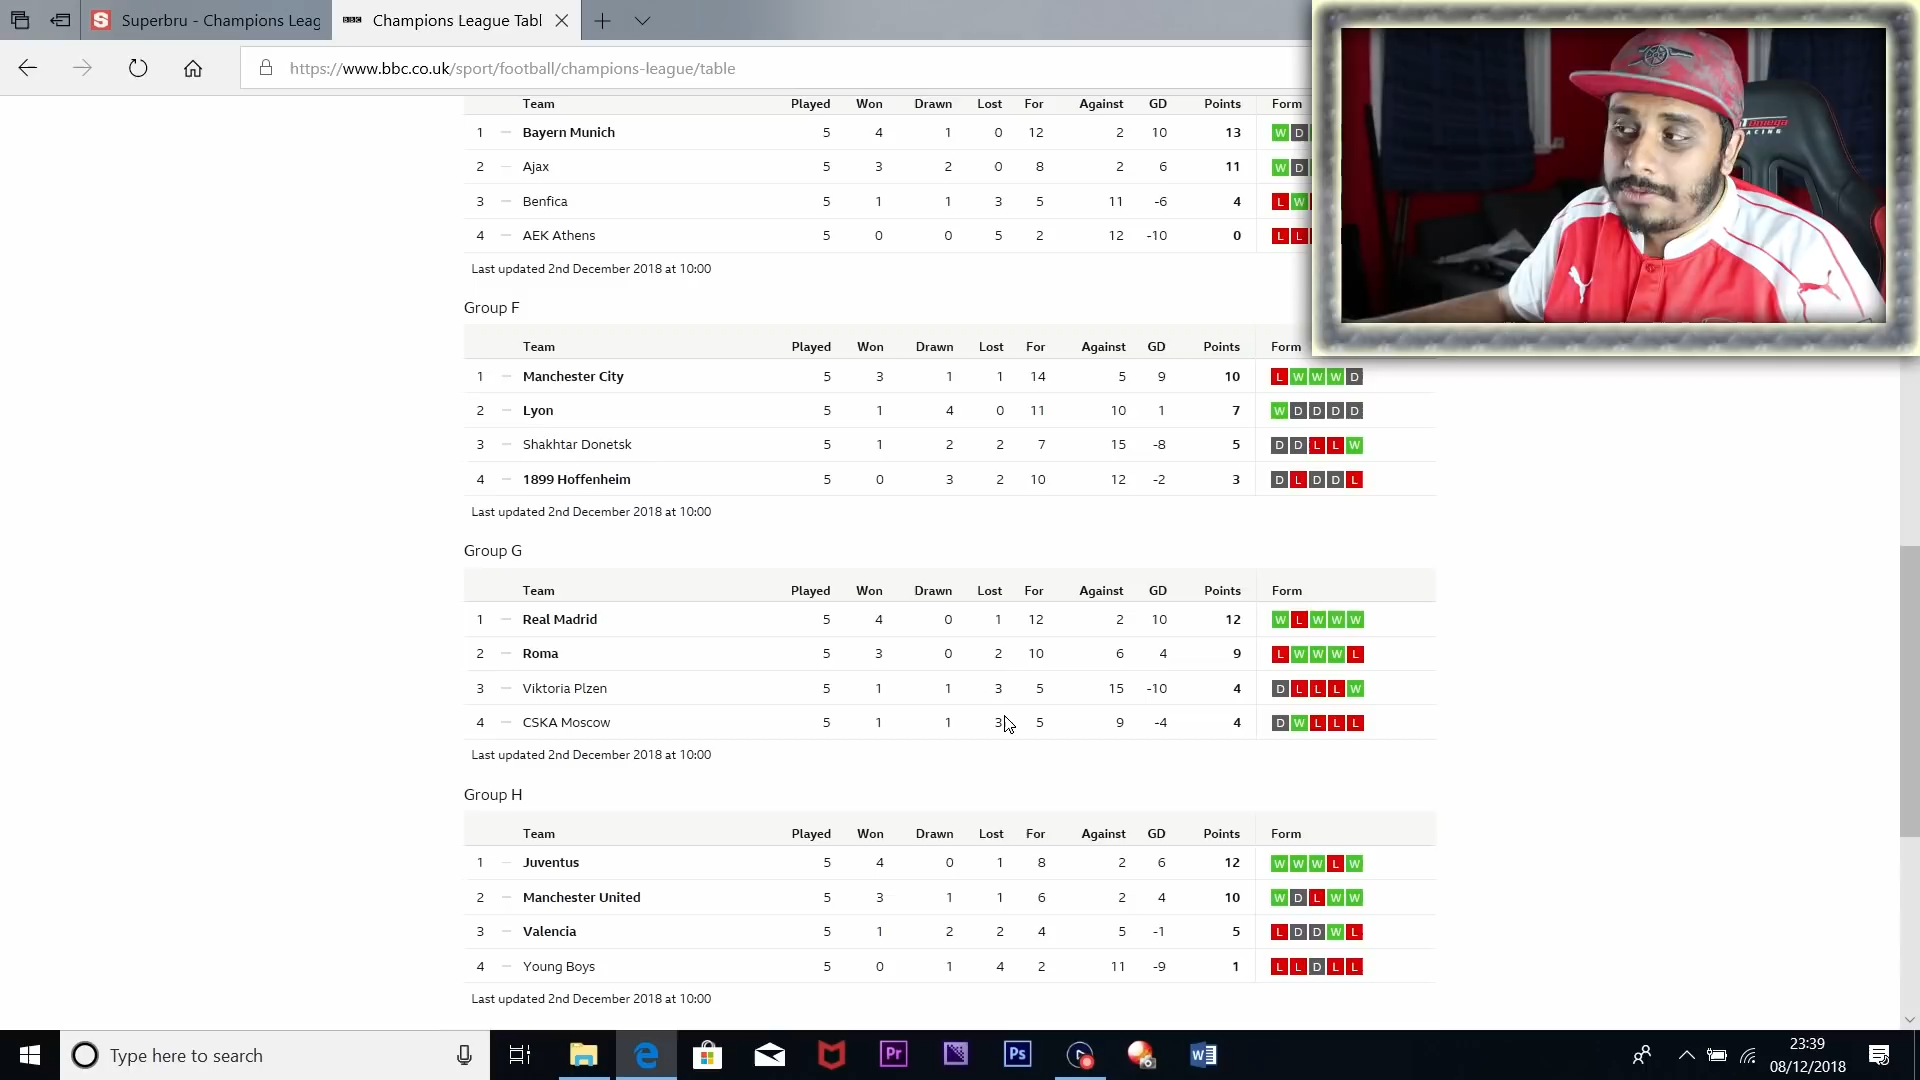 Superbru - Champions Leag
BBC Champions League Tabl
https://www.bbc.co.uk/sport/football/champions-league/table
Team Played Won Drawn Lost For Against GD Points Form
1 Bayern Munich 5 4 1 0 12 2 10 13 W D
2 Ajax 5 3 2 0 8 2 6 11 W D
3 Benfica 5 1 1 3 5 11 -6 4 L W
4 AEK Athens 5 0 0 5 2 12 -10 0 L L
Last updated 2nd December 2018 at 10:00
Group F
Team Played Won Drawn Lost For Against GD Points Form
1 Manchester City 5 3 1 1 14 5 9 10 L W W W D
2 Lyon 5 1 4 0 11 10 1 7 W D D D D
3 Shakhtar Donetsk 5 1 2 2 7 15 -8 5 D D L L W
4 1899 Hoffenheim 5 0 3 2 10 12 -2 3 D L D D L
Last updated 2nd December 2018 at 10:00
Group G
Team Played Won Drawn Lost For Against GD Points Form
1 Real Madrid 5 4 0 1 12 2 10 12 W L W W W
2 Roma 5 3 0 2 10 6 4 9 L W W W L
3 Viktoria Plzen 5 1 1 3 5 15 -10 4 D L L L W
4 CSKA Moscow 5 1 1 3 5 9 -4 4 D W L L L
Last updated 2nd December 2018 at 10:00
Group H
Team Played Won Drawn Lost For Against GD Points Form
1 Juventus 5 4 0 1 8 2 6 12 W W W L W
2 Manchester United 5 3 1 1 6 2 4 10 W D L W W
3 Valencia 5 1 2 2 4 5 -1 5 L D D W L
4 Young Boys 5 0 1 4 2 11 -9 1 L L D L L
Last updated 2nd December 2018 at 10:00
Type here to search
Pr
Ps
23:39
08/12/2018